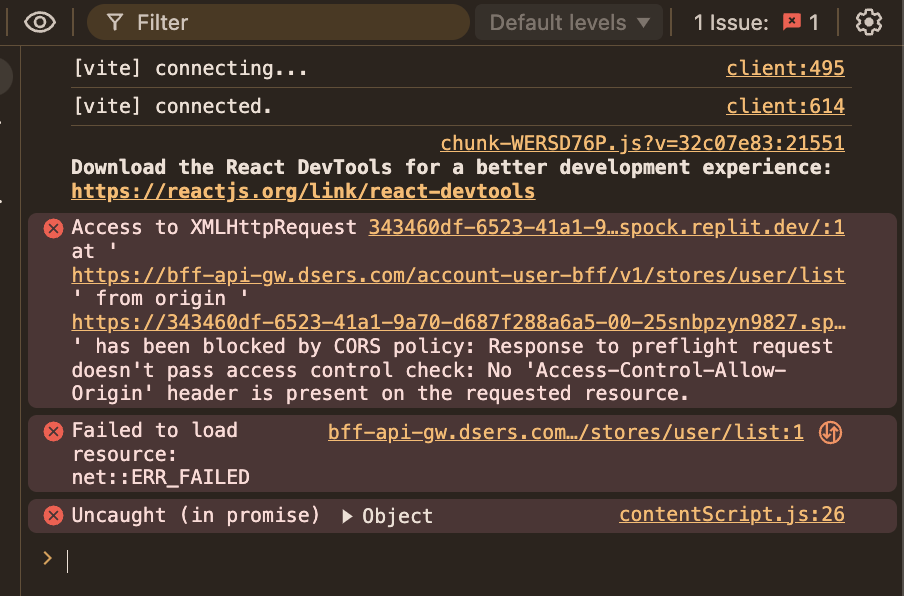 Filter Default levels ▼ 1 Issue: 1
[vite] connecting... client:495
[vite] connected. client:614
chunk-WERSD76P.js?v=32c07e83:21551
Download the React DevTools for a better development experience:
https://reactjs.org/link/react-devtools
Access to XMLHttpRequest 343460df-6523-41a1-9…spock.replit.dev/:1
at '
https://bff-api-gw.dsers.com/account-user-bff/v1/stores/user/list
' from origin '
https://343460df-6523-41a1-9a70-d687f288a6a5-00-25snbpzyn9827.sp…
' has been blocked by CORS policy: Response to preflight request
doesn't pass access control check: No 'Access-Control-Allow-
Origin' header is present on the requested resource.
Failed to load bff-api-gw.dsers.com…/stores/user/list:1
resource:
net::ERR_FAILED
Uncaught (in promise) ▶ Object contentScript.js:26
>